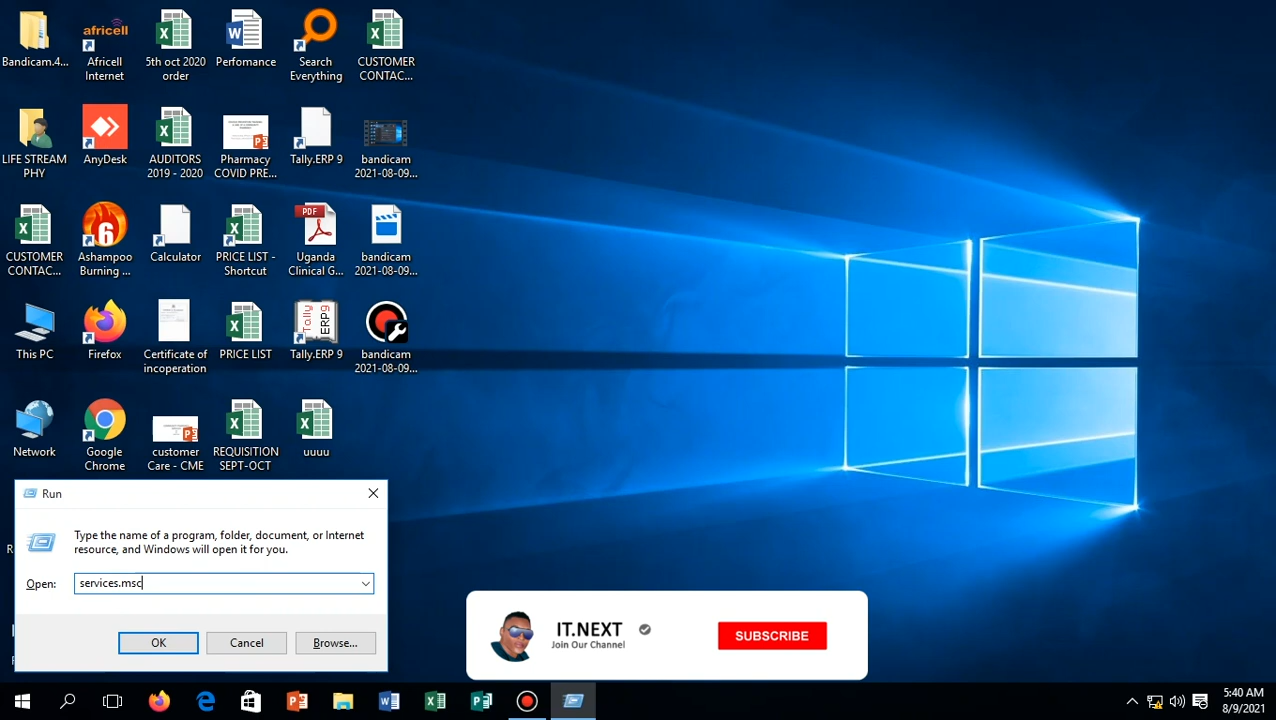 Bandicam.4...
africell
Africell
Internet
5th oct 2020
order
Perfomance
Search
Everything
CUSTOMER
CONTAC...
LIFE STREAM
PHY
AnyDesk
AUDITORS
2019 - 2020
Pharmacy
COVID PRE...
Tally.ERP 9
bandicam
2021-08-09...
CUSTOMER
CONTAC...
6
Ashampoo
Burning ...
Calculator
PRICE LIST -
Shortcut
PDF
Uganda
Clinical G...
bandicam
2021-08-09...
This PC
Firefox
Certificate of
incoperation
PRICE LIST
Tally
ERP9
Tally.ERP 9
bandicam
2021-08-09...
Network
Google
Chrome
customer
Care - CME
REQUISITION
SEPT-OCT
uuuu
Run
Type the name of a program, folder, document, or Internet
resource, and Windows will open it for you.
Open:
services.msc
OK
Cancel
Browse...
IT.NEXT
Join Our Channel
SUBSCRIBE
5:40 AM
8/9/2021